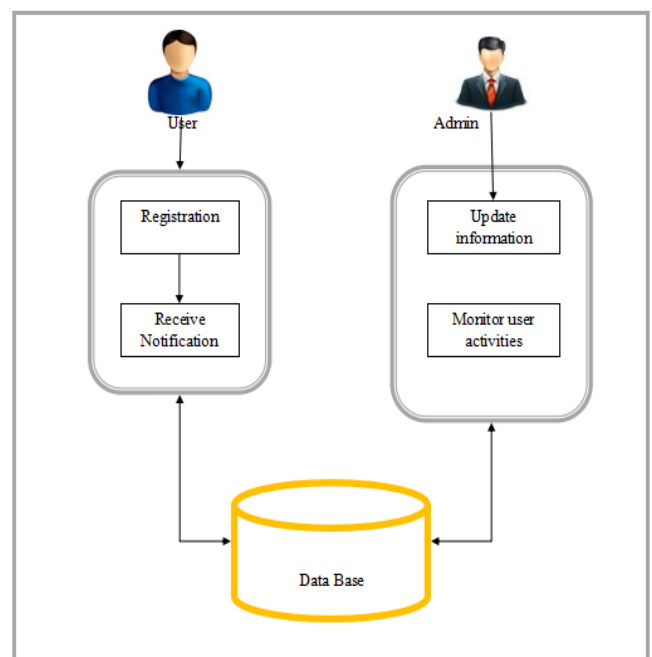 User
Admin
Registration
Update
information
Receive
Notification
Monitor user
activities
Data Base